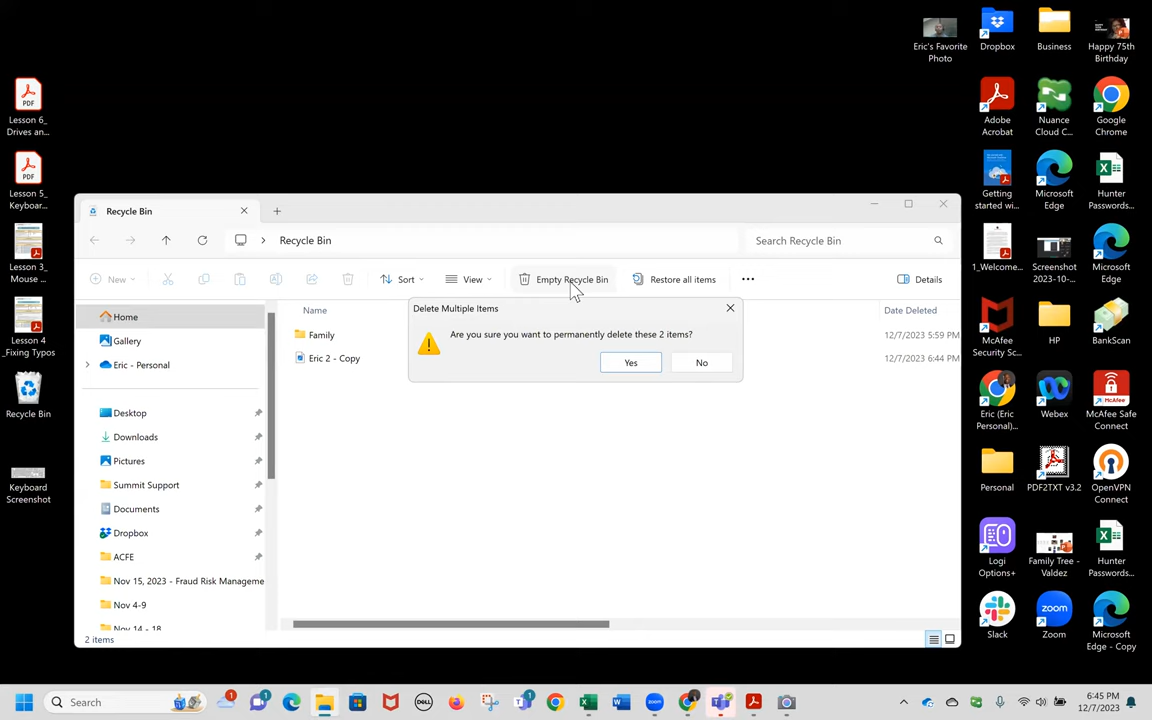 Eric's Favorite
Photo
Dropbox
Business
Happy 75th
Birthday
PDF
Lesson 6_
Drives an...
Adobe
Acrobat
Nuance
Cloud C...
Google
Chrome
PDF
Lesson 5_
Keyboar...
Getting
started wi...
Microsoft
Edge
Hunter
Passwords...
Recycle Bin
Recycle Bin
Search Recycle Bin
Lesson 3_
Mouse ...
1_Welcome...
Screenshot
2023-10-...
Microsoft
Edge
New
Sort
View
Empty Recycle Bin
Restore all items
Details
Home
Gallery
Eric - Personal
Desktop
Downloads
Pictures
Summit Support
Documents
Dropbox
ACFE
Nov 15, 2023 - Fraud Risk Manageme
Nov 4-9
Nov 14 - 18
2 items
Name
Date Deleted
Family
12/7/2023 5:59 PM
Eric 2 - Copy
12/7/2023 6:44 PM
Delete Multiple Items
Are you sure you want to permanently delete these 2 items?
Yes
No
Lesson 4
_Fixing Typos
McAfee
Security Sc...
HP
BankScan
Recycle Bin
Eric (Eric
Personal)...
Webex
McAfee Safe
Connect
Keyboard
Screenshot
Personal
PDF2TXT v3.2
OpenVPN
Connect
Logi
Options+
Family Tree -
Valdez
Hunter
Passwords...
Slack
zoom
Zoom
Microsoft
Edge - Copy
Search
1
1
DELL
1
zoom
6:45 PM
12/7/2023